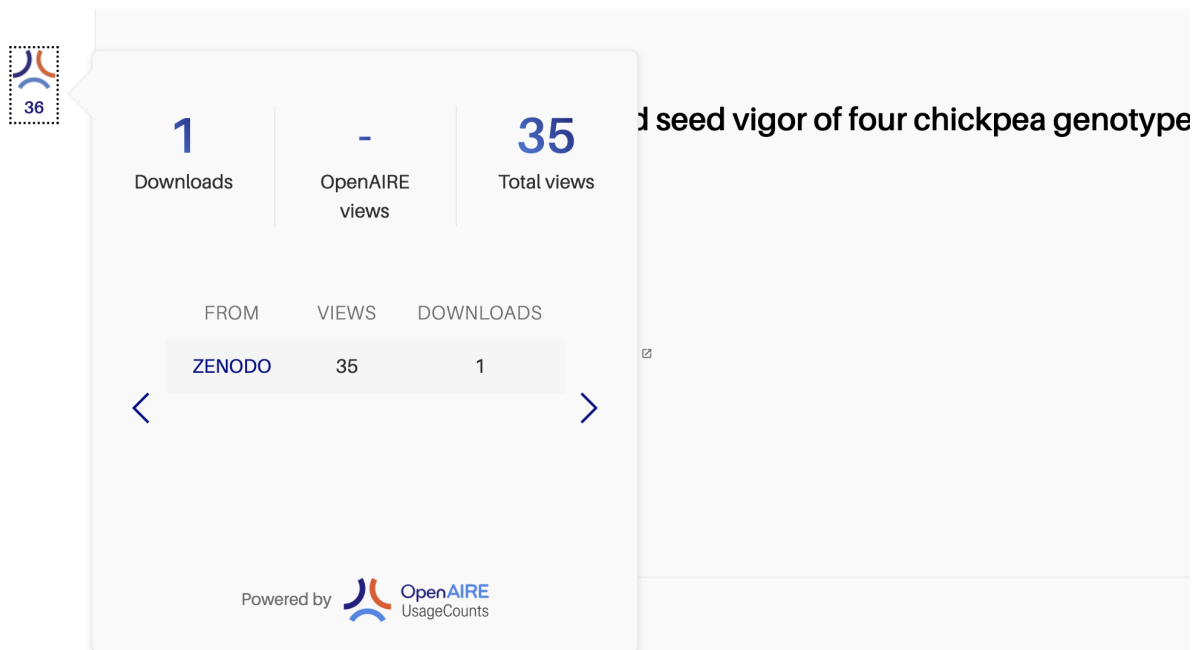 36
1
Downloads
-
OpenAIRE
views
35
Total views
seed vigor of four chickpea genotype
FROM VIEWS DOWNLOADS
ZENODO 35 1
Powered by
OpenAIRE
UsageCounts